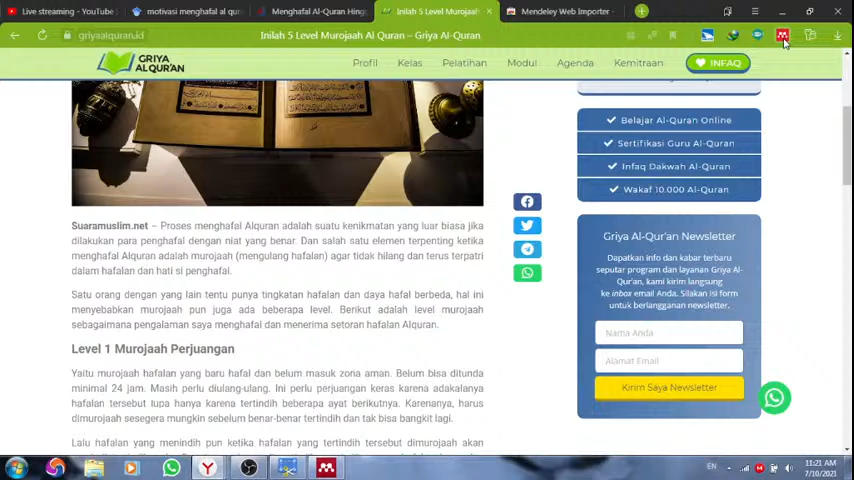 Live streaming - YouTube
motivasi menghafal al qur
Menghafal Al-Quran Hing
Inilah 5 Level Murojaah
Mendeley Web Importer -
griyaalquran.id
Inilah 5 Level Murojaah Al Quran – Griya Al Quran
GRIYA
AL QUR'AN
Profil
Kelas
Pelatihan
Modul
Agenda
Kemitraan
INFAQ
Suaramuslim.net – Proses menghafal Alquran adalah suatu kenikmatan yang luar biasa jika
dilakukan para penghafal dengan niat yang benar. Dan salah satu elemen terpenting ketika
menghafal Alquran adalah murojaah (mengulang hafalan) agar tidak hilang dan terus terpatri
dalam hafalan dan hati si penghafal.
Satu orang dengan yang lain tentu punya tingkatan hafalan dan daya hafal berbeda, hal ini
menyebabkan murojaah pun juga ada beberapa level. Berikut adalah level murojaah
sebagaimana pengalaman saya menghafal dan menerima setoran hafalan Alquran.
Level 1 Murojaah Perjuangan
Yaitu murojaah hafalan yang baru hafal dan belum masuk zona aman. Belum bisa ditunda
minimal 24 jam. Masih perlu diulang-ulang. Ini perlu perjuangan keras karena adakalanya
hafalan tersebut lupa hanya karena tertindih beberapa ayat berikutnya. Karenanya, harus
dimurojaah sesegera mungkin sebelum benar-benar tertindih dan tak bisa bangkit lagi.
Lalu hafalan yang menindih pun ketika hafalan yang tertindih tersebut dimurojaah akan
Belajar Al-Quran Online
Sertifikasi Guru Al-Quran
Infaq Dakwah Al-Quran
Wakaf 10.000 Al-Quran
Griya Al-Qur'an Newsletter
Dapatkan info dan kabar terbaru
seputar program dan layanan Griya Al-
Qur'an, kami kirim langsung
ke inbox email Anda. Silakan isi form
untuk berlangganan newsletter.
Nama Anda
Alamat Email
Kirim Saya Newsletter
EN
11:21 AM
7/10/2021